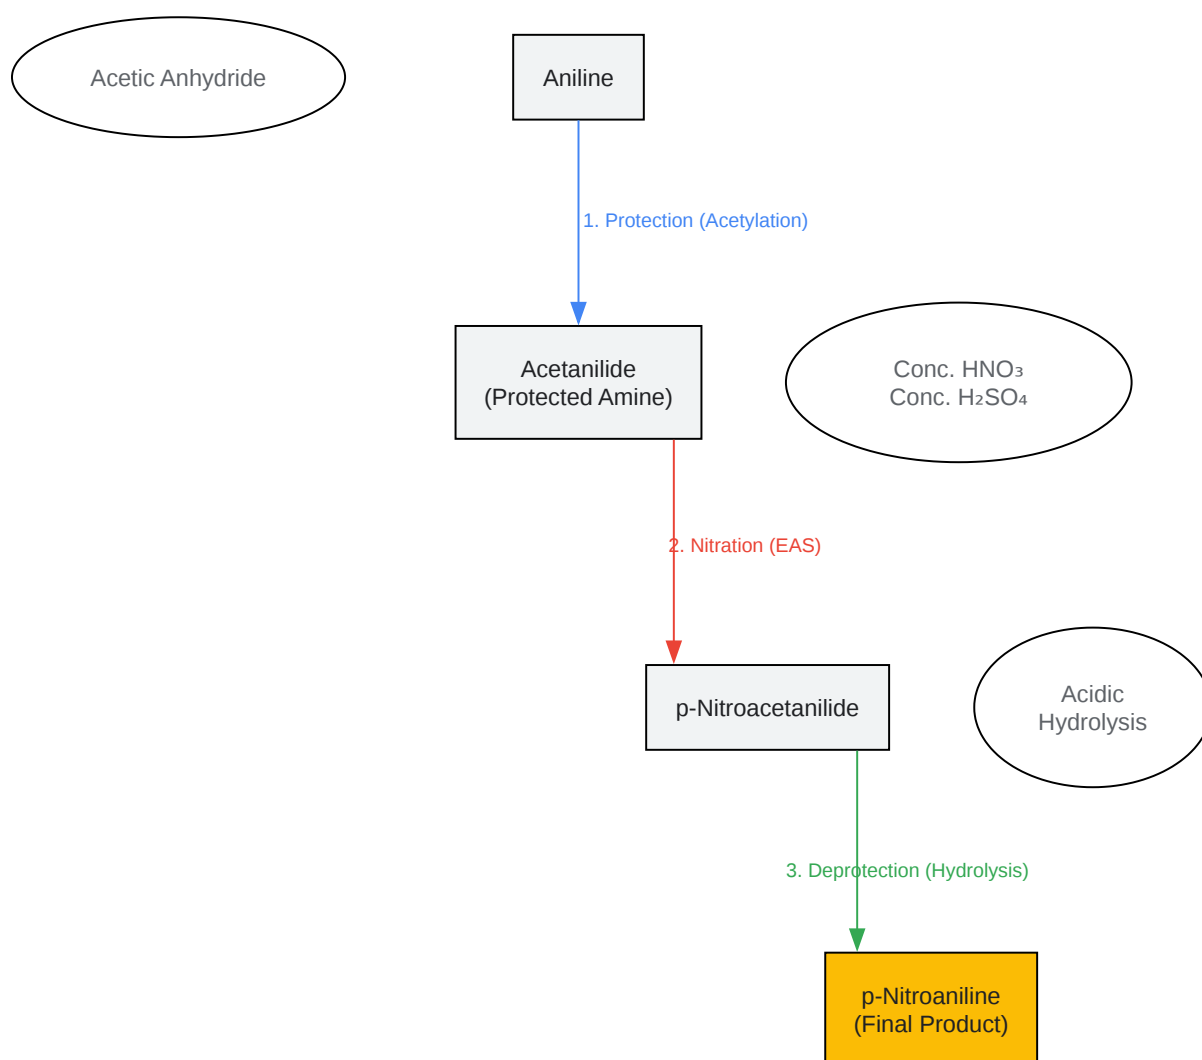 Acetic Anhydride
Aniline
1. Protection (Acetylation)
Acetanilide
(Protected Amine)
Conc. HNO₃
Conc. H₂SO₄
2. Nitration (EAS)
p-Nitroacetanilide
Acidic
Hydrolysis
3. Deprotection (Hydrolysis)
p-Nitroaniline
(Final Product)